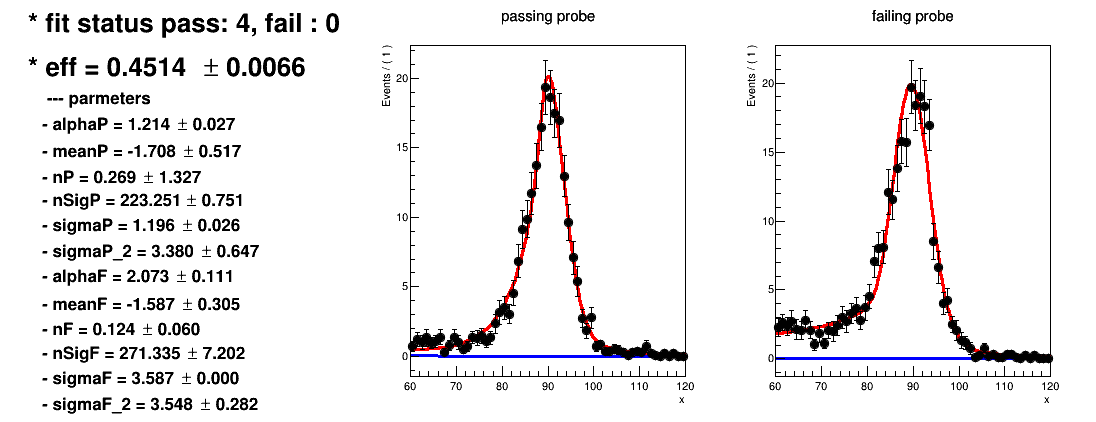 * fit status pass: 4, fail : 0
* eff = 0.4514 ± 0.0066
--- parmeters
- alphaP = 1.214 ± 0.027
- meanP = -1.708 ± 0.517
- nP = 0.269 ± 1.327
- nSigP = 223.251 ± 0.751
- sigmaP = 1.196 ± 0.026
- sigmaP_2 = 3.380 ± 0.647
- alphaF = 2.073 ± 0.111
- meanF = -1.587 ± 0.305
- nF = 0.124 ± 0.060
- nSigF = 271.335 ± 7.202
- sigmaF = 3.587 ± 0.000
- sigmaF_2 = 3.548 ± 0.282
passing probe
Events / ( 1 )
20
15
10
5
0
60 70 80 90 100 110 120
x
failing probe
Events / ( 1 )
20
15
10
5
0
60 70 80 90 100 110 120
x